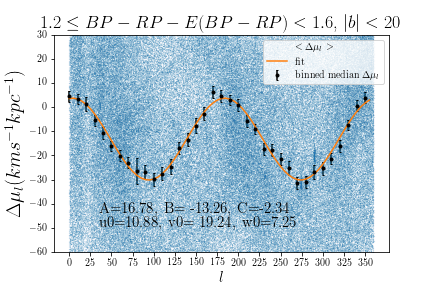 1.2 ≤ BP − RP − E(BP − RP) < 1.6, |b| < 20
< Δμl >
fit
binned median Δμl
Δμl(kms−1kpc−1)
30
20
10
0
−10
−20
−30
−40
−50
−60
A=16.78, B= -13.26, C=-2.34
u0=10.88, v0= 19.24, w0=7.25
0 25 50 75 100 125 150 175 200 225 250 275 300 325 350
l